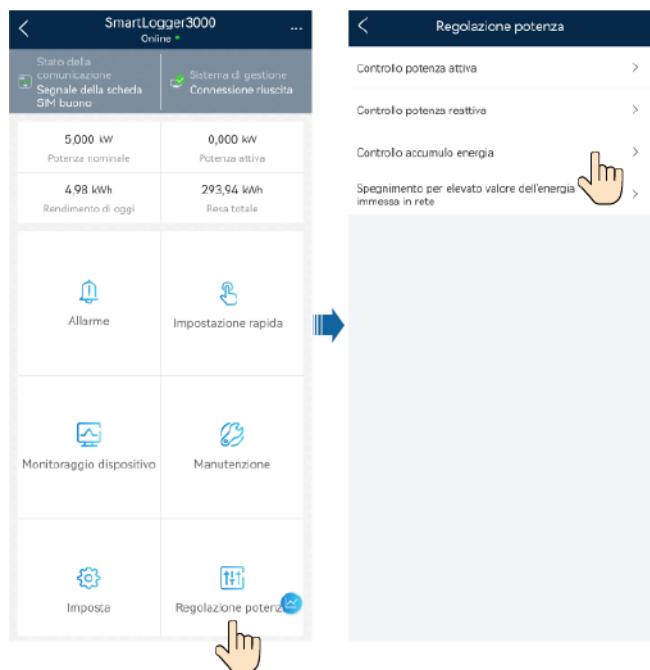 SmartLogger3000
...
Online
Stato della
comunicazione
Segnale della scheda
SIM buono
Sistema di gestione
Connessione riuscita
5,000 kW
Potenza nominale
0,000 kW
Potenza attiva
4,98 kWh
Rendimento di oggi
293,94 kWh
Resa totale
Allarme
Impostazione rapida
Monitoraggio dispositivo
Manutenzione
Imposta
Regolazione potenz
Regolazione potenza
Controllo potenza attiva
Controllo potenza reattiva
Controllo accumulo energia
Spegnimento per elevato valore dell'energia
immessa in rete